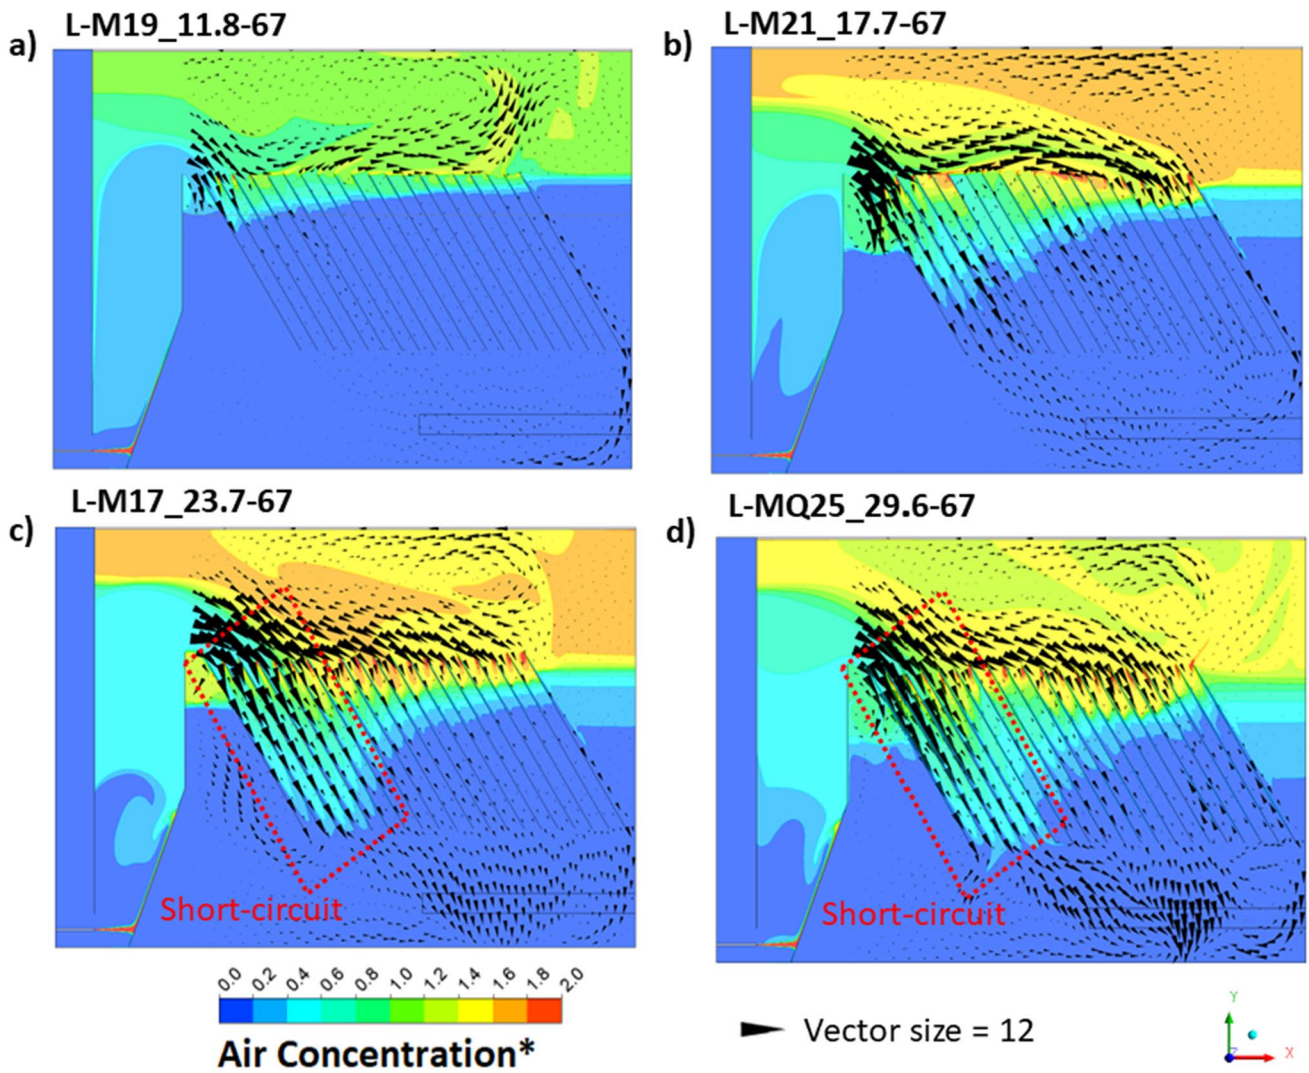 L-M19_11.8-67
L-M21_17.7-67
a)
b)
L-M17_23.7-67
L-MQ25_29.6-67
c)
d)
Short-circuit
Short-circuit
0.0 0.2 0.4 0.6 0.8 1.0 1.2 1.4 1.6 1.8 2.0
Air Concentration*
Vector size = 12
Y
Z
X